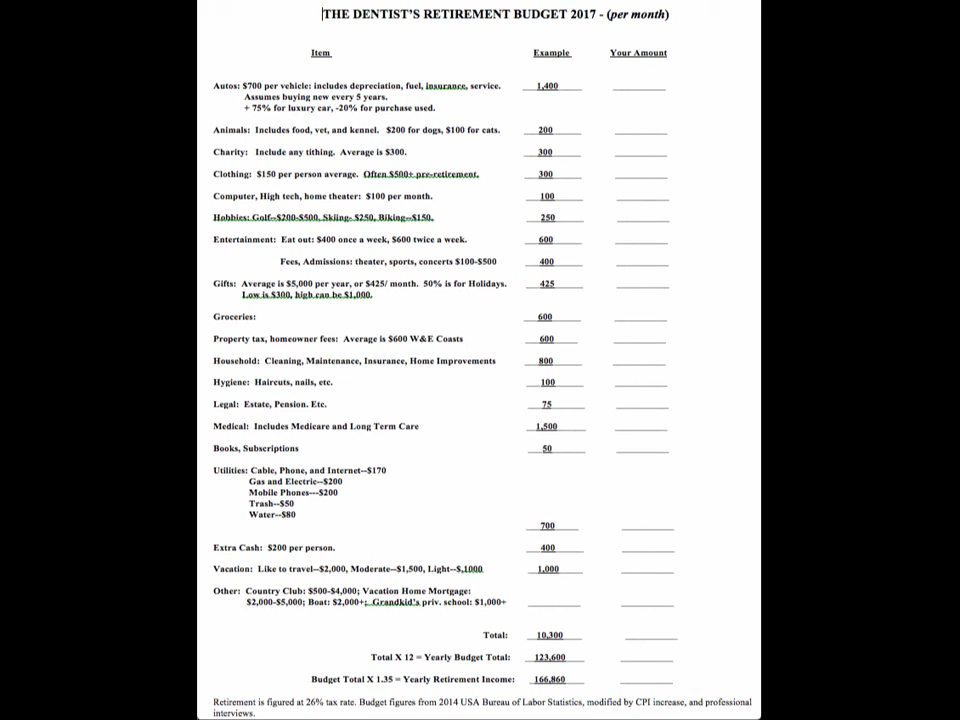 THE DENTIST'S RETIREMENT BUDGET 2017 - (per month)
Item Example Your Amount
Autos: $700 per vehicle: includes depreciation, fuel, insurance, service. 1,400
Assumes buying new every 5 years.
+ 75% for luxury car, -20% for purchase used.
Animals: Includes food, vet, and kennel. $200 for dogs, $100 for cats. 200
Charity: Include any tithing. Average is $300. 300
Clothing: $150 per person average. Often $500+ pre-retirement. 300
Computer, High tech, home theater: $100 per month. 100
Hobbies: Golf--$200-$500, Skiing- $250, Biking--$150. 250
Entertainment: Eat out: $400 once a week, $600 twice a week. 600
Fees, Admissions: theater, sports, concerts $100-$500 400
Gifts: Average is $5,000 per year, or $425/ month. 50% is for Holidays. 425
Low is $300, high can be $1,000.
Groceries: 600
Property tax, homeowner fees: Average is $600 W&E Coasts 600
Household: Cleaning, Maintenance, Insurance, Home Improvements 800
Hygiene: Haircuts, nails, etc. 100
Legal: Estate, Pension. Etc. 75
Medical: Includes Medicare and Long Term Care 1,500
Books, Subscriptions 50
Utilities: Cable, Phone, and Internet--$170
Gas and Electric--$200
Mobile Phones---$200
Trash--$50
Water--$80
700
Extra Cash: $200 per person. 400
Vacation: Like to travel--$2,000, Moderate--$1,500, Light--$,1000 1,000
Other: Country Club: $500-$4,000; Vacation Home Mortgage:
$2,000-$5,000; Boat: $2,000+; Grandkid's priv. school: $1,000+
Total: 10,300
Total X 12 = Yearly Budget Total: 123,600
Budget Total X 1.35 = Yearly Retirement Income: 166,860
Retirement is figured at 26% tax rate. Budget figures from 2014 USA Bureau of Labor Statistics, modified by CPI increase, and professional
interviews.